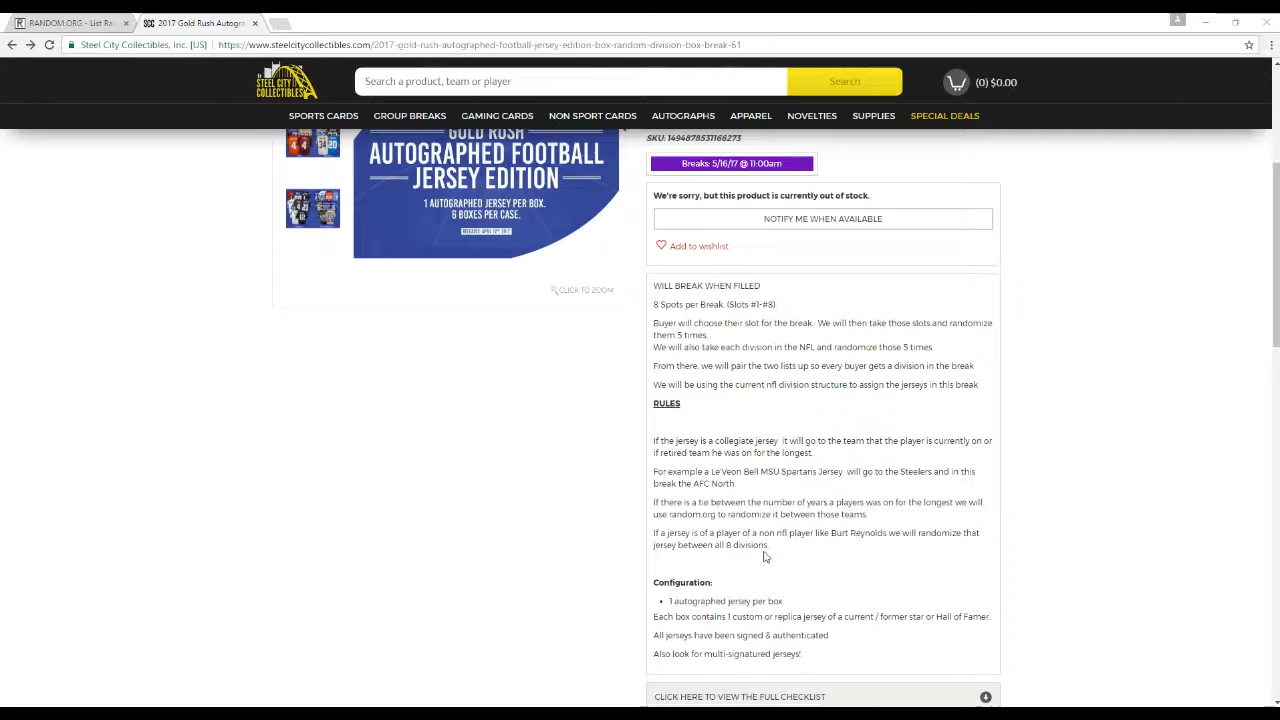 RANDOM.ORG - List Ra
SCC 2017 Gold Rush Autogra
Steel City Collectibles, Inc. [US] https://www.steelcitycollectibles.com/2017-gold-rush-autographed-football-jersey-edition-box-random-division-box-break-61
STEEL CITY
COLLECTIBLES
Search a product, team or player
Search
(0) $0.00
SPORTS CARDS GROUP BREAKS GAMING CARDS NON SPORT CARDS AUTOGRAPHS APPAREL NOVELTIES SUPPLIES SPECIAL DEALS
GOLD RUSH
AUTOGRAPHED FOOTBALL
JERSEY EDITION
1 AUTOGRAPHED JERSEY PER BOX.
6 BOXES PER CASE.
CLICK TO ZOOM
SKU: 1494878531166273
Breaks: 5/16/17 @ 11:00am
We're sorry, but this product is currently out of stock.
NOTIFY ME WHEN AVAILABLE
Add to wishlist
WILL BREAK WHEN FILLED
8 Spots per Break. (Slots #1-#8)
Buyer will choose their slot for the break. We will then take those slots and randomize
them 5 times.
We will also take each division in the NFL and randomize those 5 times
From there, we will pair the two lists up so every buyer gets a division in the break
We will be using the current nfl division structure to assign the jerseys in this break
RULES
If the jersey is a collegiate jersey it will go to the team that the player is currently on or
if retired team he was on for the longest.
For example a Le'Veon Bell MSU Spartans Jersey will go to the Steelers and in this
break the AFC North
If there is a tie between the number of years a players was on for the longest we will
use random.org to randomize it between those teams.
If a jersey is of a player of a non nfl player like Burt Reynolds we will randomize that
jersey between all 8 divisions.
Configuration:
1 autographed jersey per box
Each box contains 1 custom or replica jersey of a current / former star or Hall of Famer.
All jerseys have been signed & authenticated
Also look for multi-signatured jerseys!
CLICK HERE TO VIEW THE FULL CHECKLIST